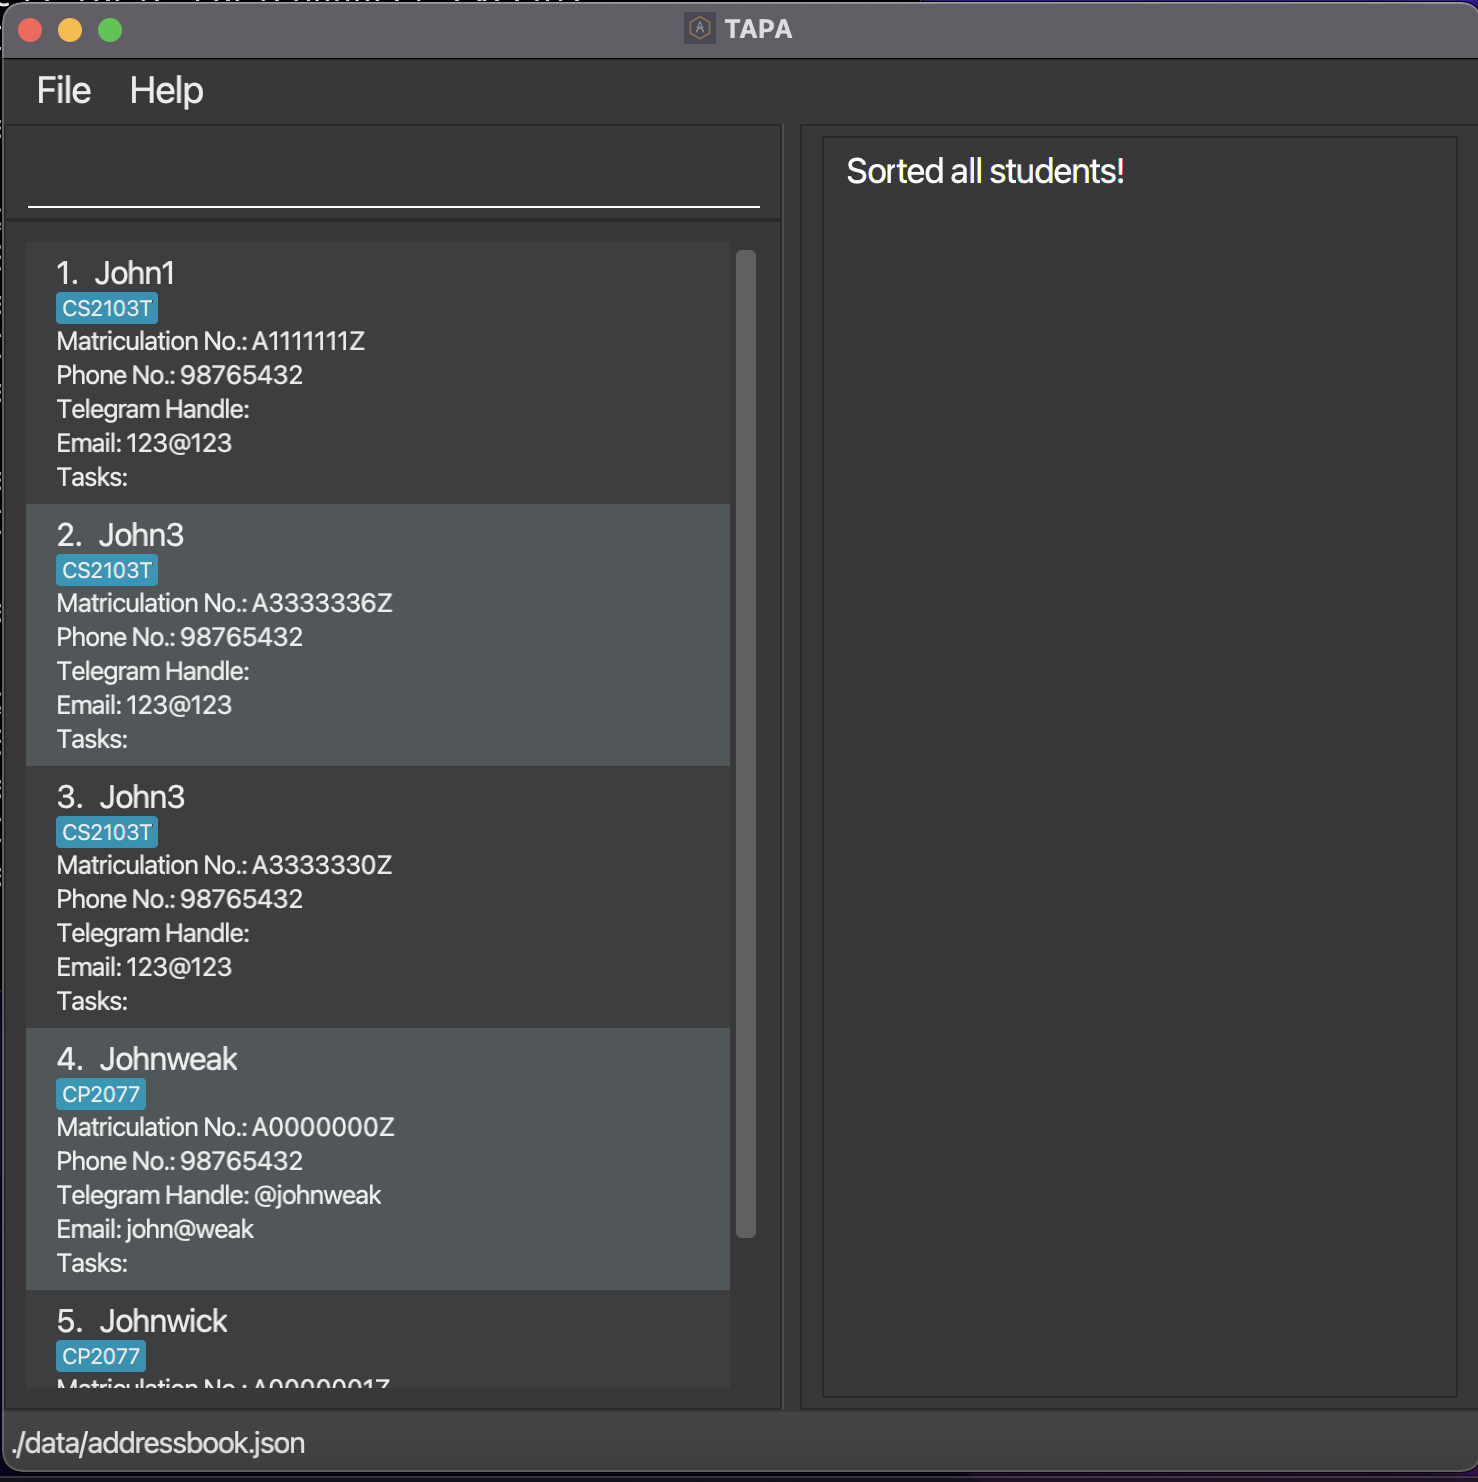 TAPA
File Help
Sorted all students!
1. John1
CS2103T
Matriculation No.: A1111111Z
Phone No.: 98765432
Telegram Handle:
Email: 123@123
Tasks:
2. John3
CS2103T
Matriculation No.: A3333336Z
Phone No.: 98765432
Telegram Handle:
Email: 123@123
Tasks:
3. John3
CS2103T
Matriculation No.: A3333330Z
Phone No.: 98765432
Telegram Handle:
Email: 123@123
Tasks:
4. Johnweak
CP2077
Matriculation No.: A0000000Z
Phone No.: 98765432
Telegram Handle: @johnweak
Email: john@weak
Tasks:
5. Johnwick
CP2077
Matriculation No.: A0000001Z
./data/addressbook.json